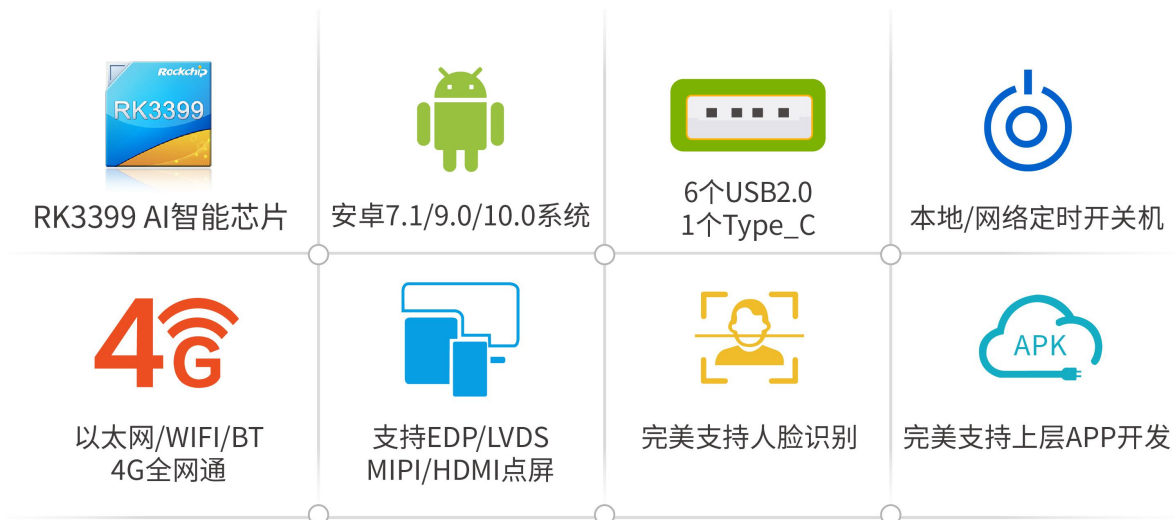 Rockchip
RK3399
RK3399 AI智能芯片
安卓7.1/9.0/10.0系统
6个USB2.0
1个Type_C
本地/网络定时开关机
4G
以太网/WIFI/BT
4G全网通
支持EDP/LVDS
MIPI/HDMI点屏
完美支持人脸识别
APK
完美支持上层APP开发